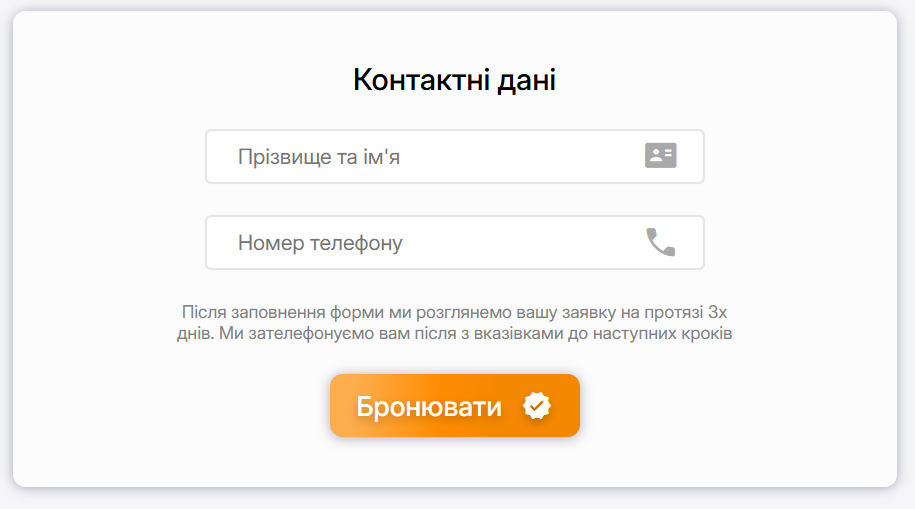 Контактні дані
Прізвище та ім'я
Номер телефону
Після заповнення форми ми розглянемо вашу заявку на протязі 3х
днів. Ми зателефонуємо вам після з вказівками до наступних кроків
Бронювати